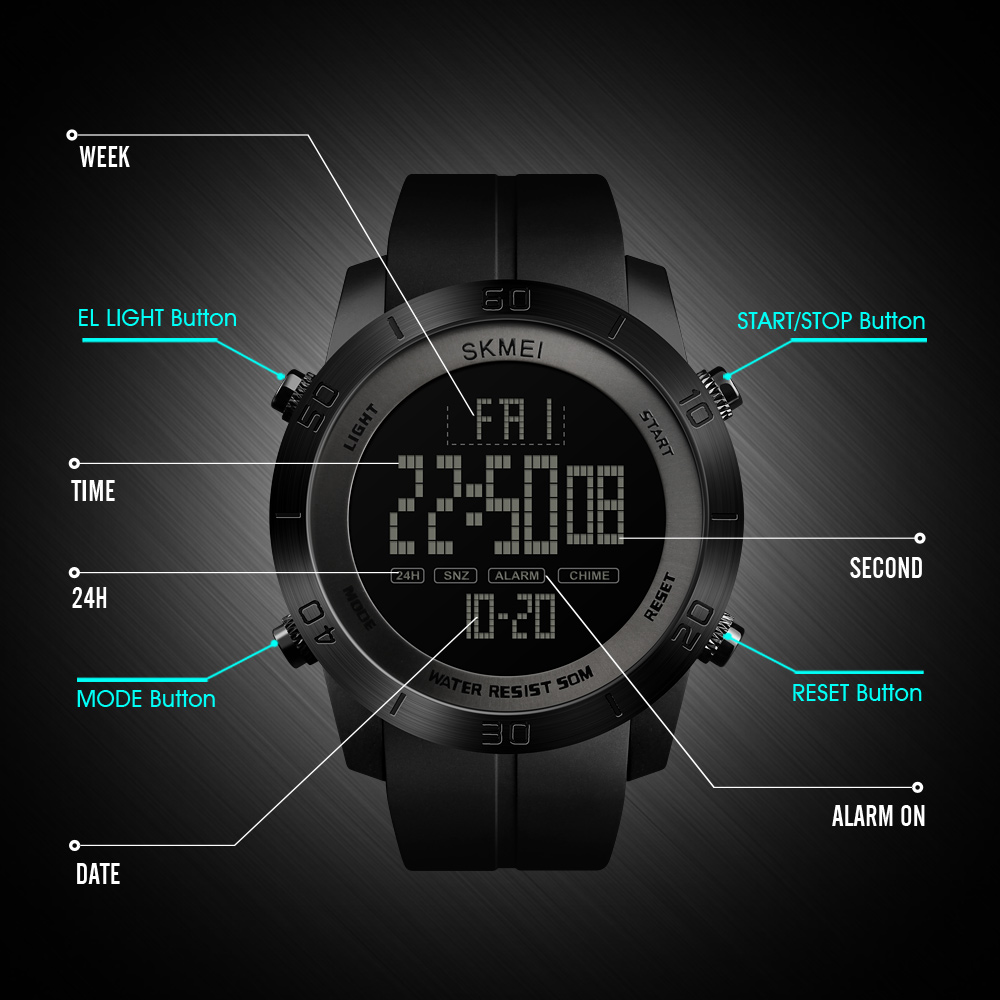 WEEK
EL LIGHT Button
START/STOP Button
60
SKMEI
50
10
LIGHT
START
FRI
TIME
22:50 08
SECOND
24H
24H SNZ ALARM CHIME
10-20
MODE
RESET
40
20
MODE Button
RESET Button
WATER RESIST 50M
30
ALARM ON
DATE